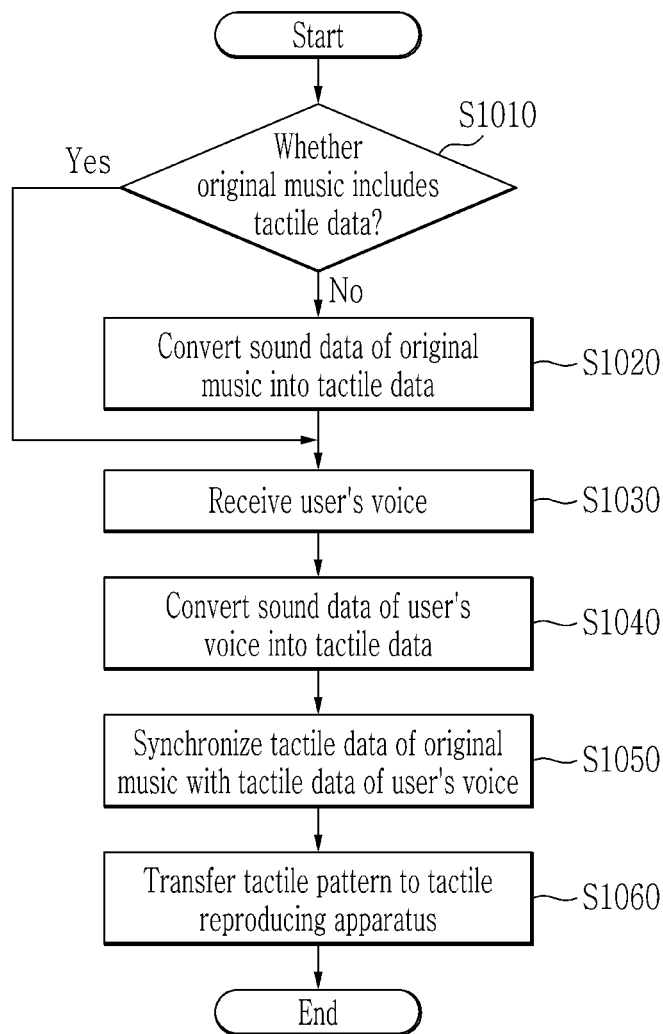 Start
S1010
Yes
Whether
original music includes
tactile data?
No
Convert sound data of original
music into tactile data
S1020
Receive user's voice
S1030
Convert sound data of user's
voice into tactile data
S1040
Synchronize tactile data of original
music with tactile data of user's voice
S1050
Transfer tactile pattern to tactile
reproducing apparatus
S1060
End